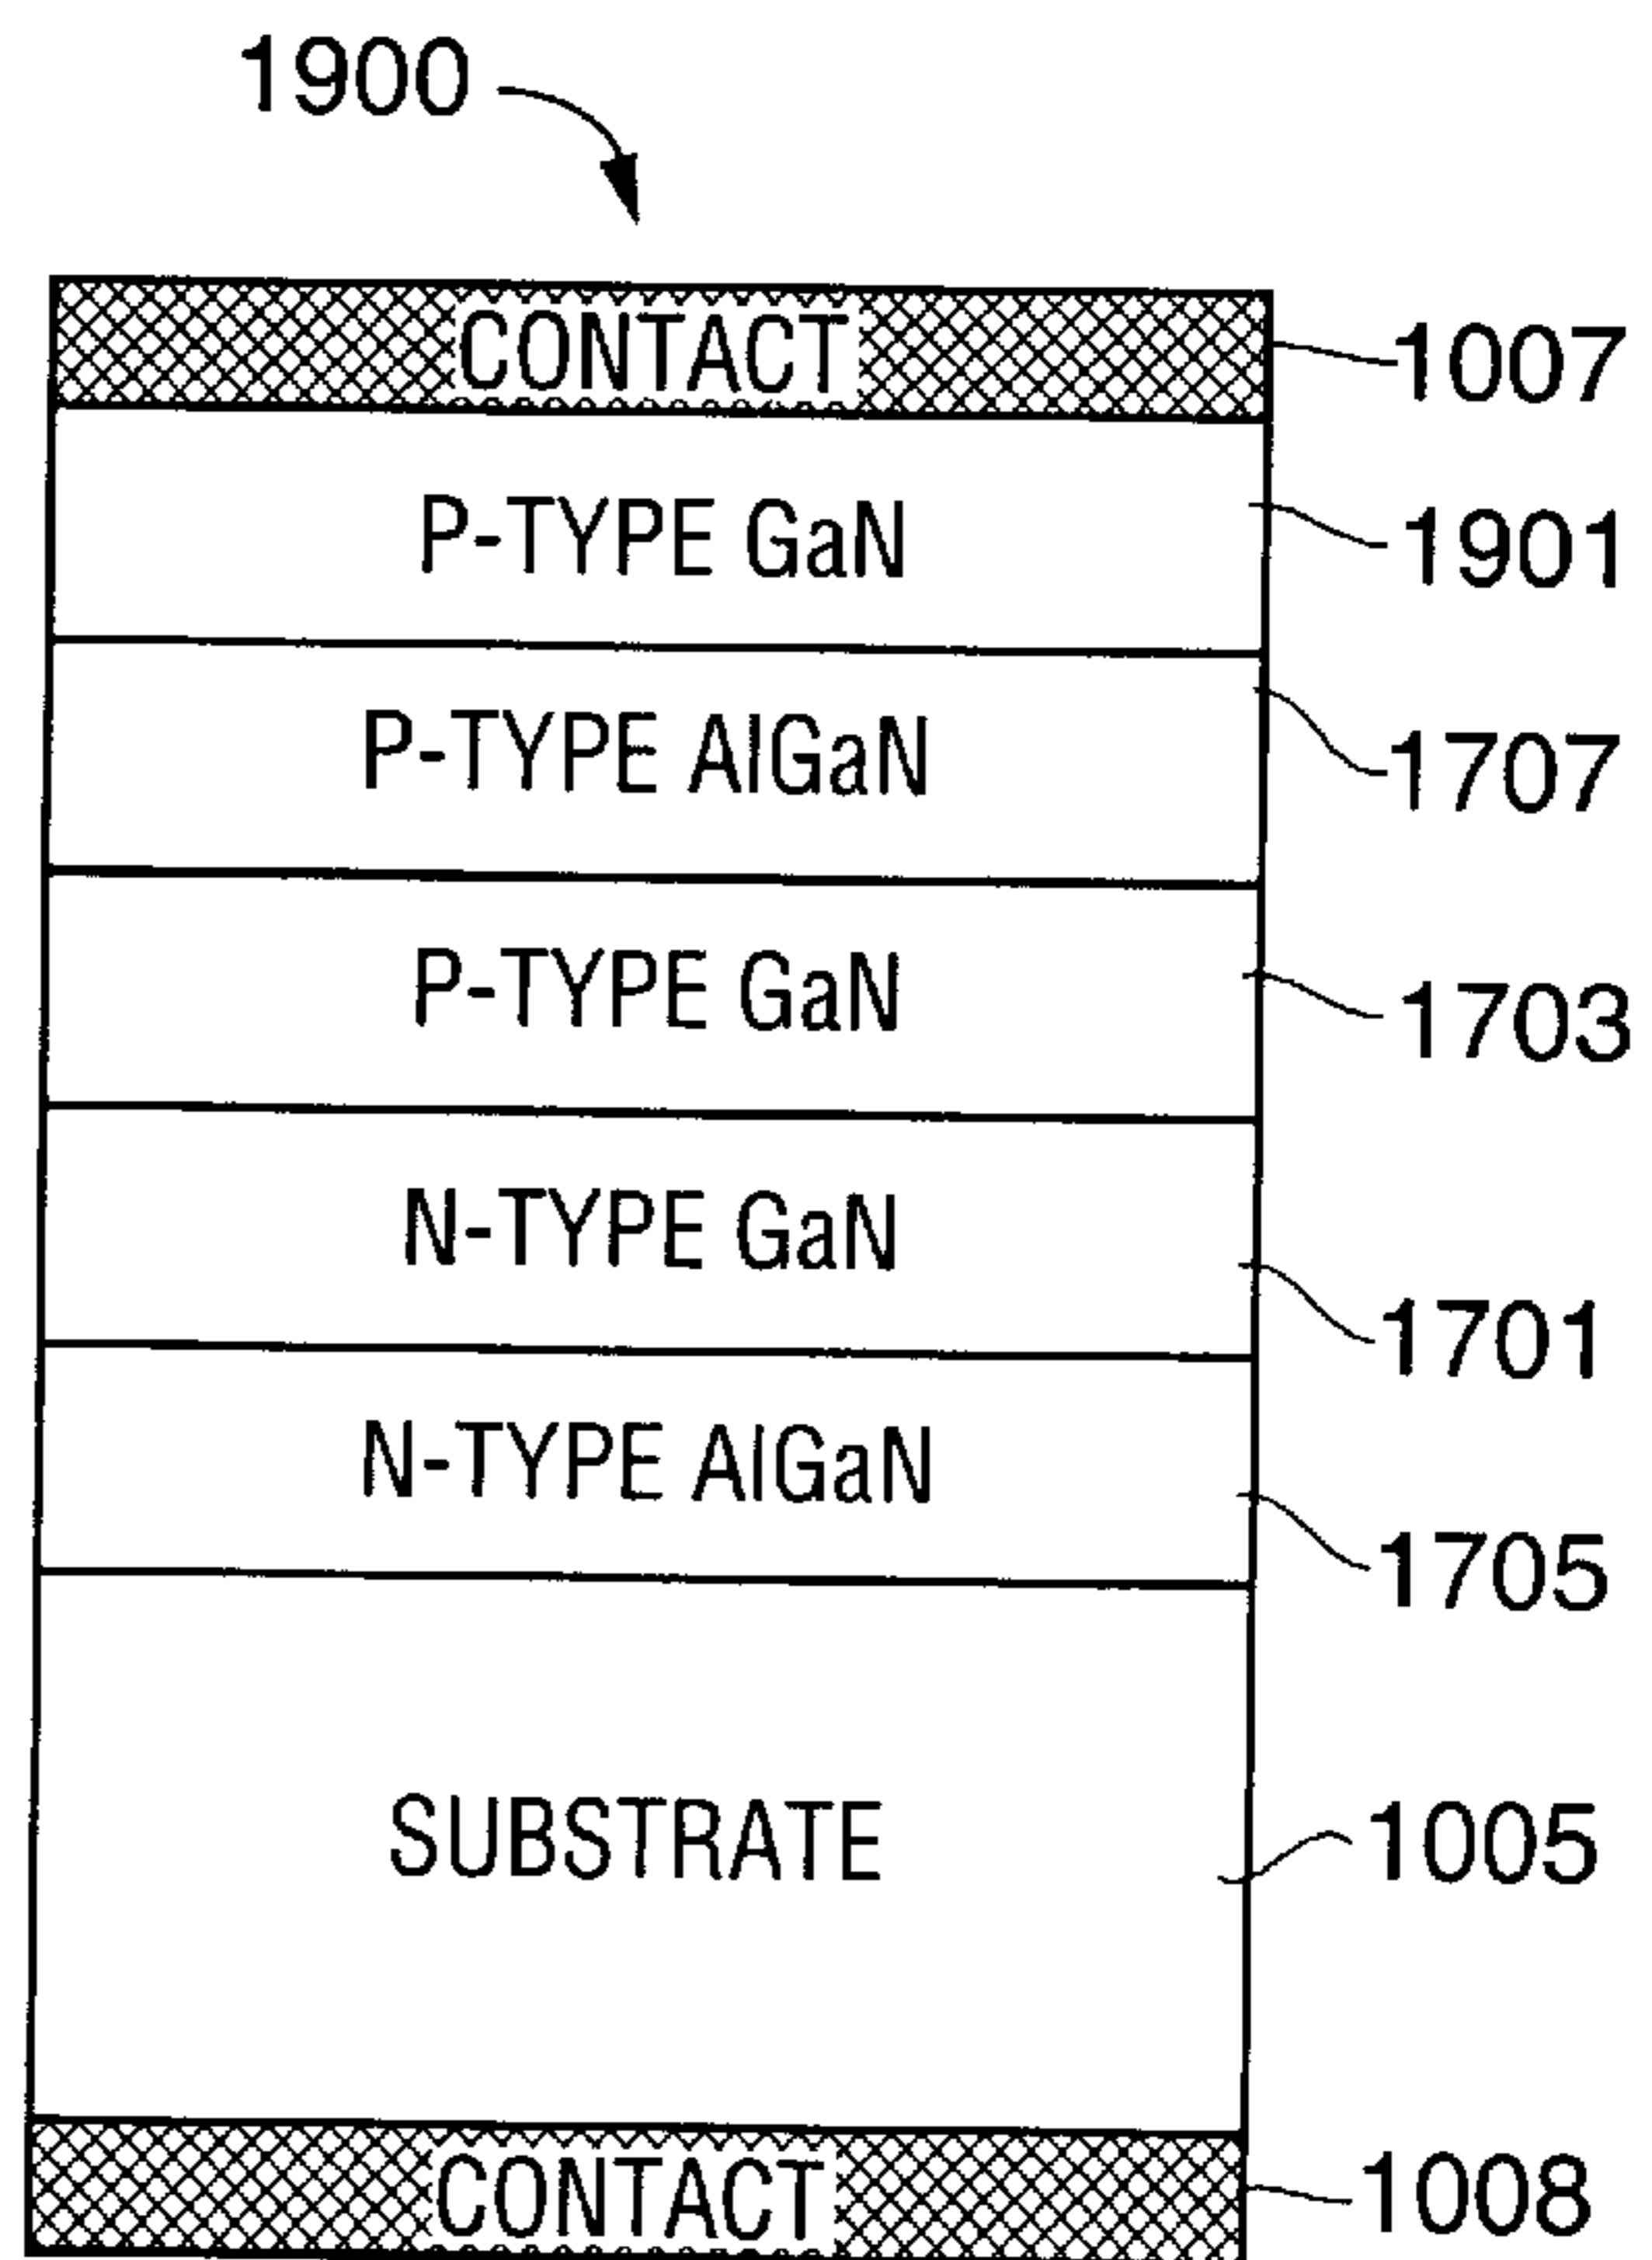 1900
CONTACT
1007
P-TYPE GaN
1901
P-TYPE AlGaN
1707
P-TYPE GaN
1703
N-TYPE GaN
1701
N-TYPE AlGaN
1705
SUBSTRATE
1005
CONTACT
1008